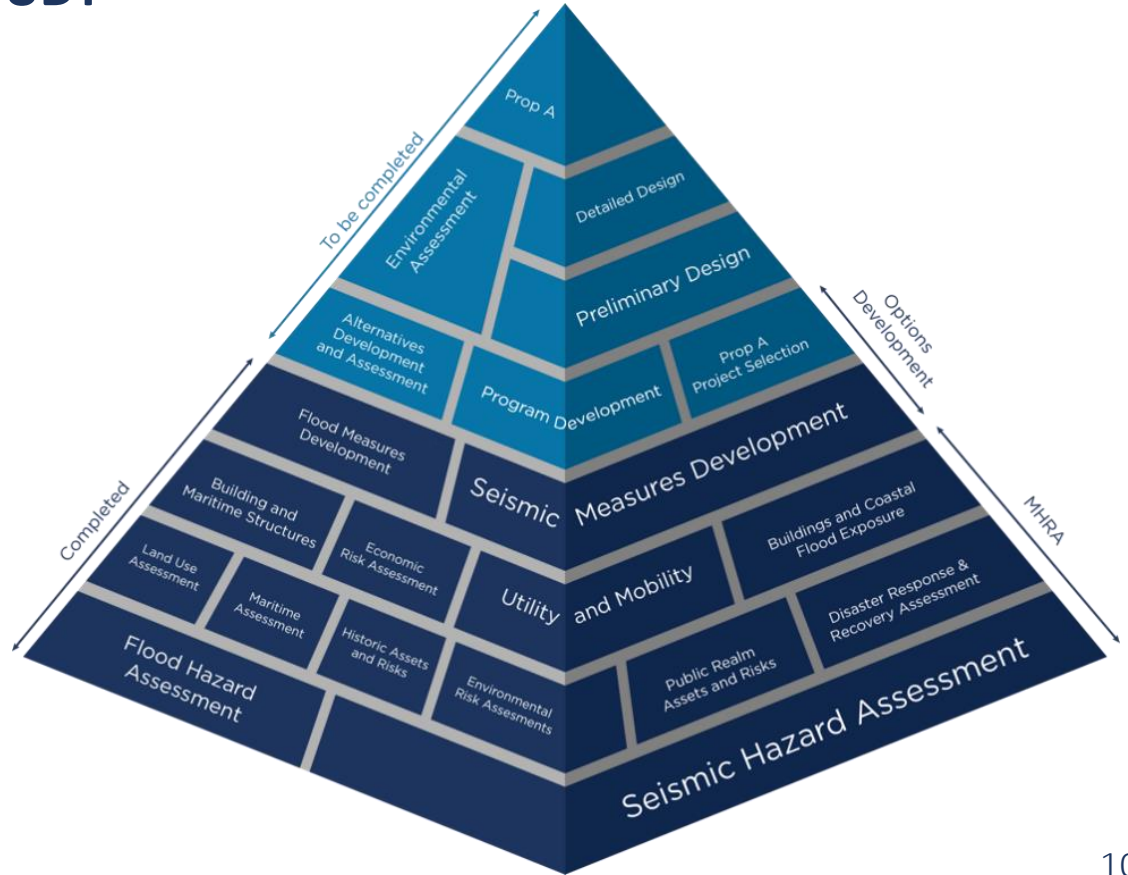 Prop A
To be completed
Environmental
Assessment
Detailed Design
Preliminary Design
Options
Development
Alternatives
Development
and Assessment
Program Development
Prop A
Project Selection
Flood Measures
Development
Seismic Measures Development
Completed
MHRA
Building and
Maritime Structures
Economic
Risk Assessment
Utility and Mobility
Buildings and Coastal
Flood Exposure
Land Use
Assessment
Maritime
Assessment
Historic Assets
and Risks
Environmental
Risk Assesments
Public Realm
Assets and Risks
Disaster Response &
Recovery Assessment
Flood Hazard
Assessment
Seismic Hazard Assessment
10